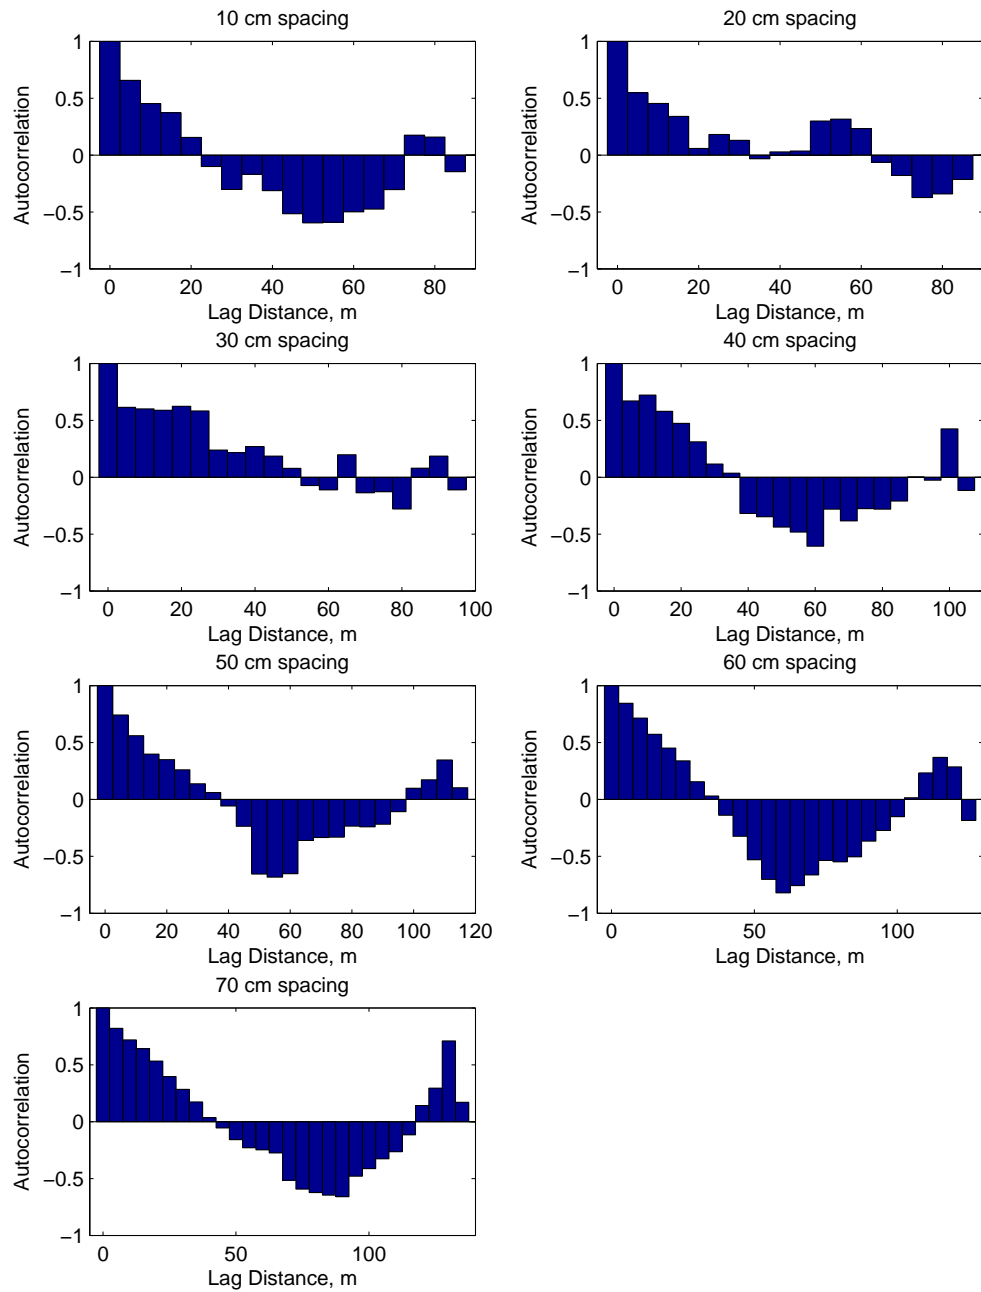 10 cm spacing
1
0.5
0
−0.5
−1
Autocorrelation
0 20 40 60 80
Lag Distance, m
20 cm spacing
1
0.5
0
−0.5
−1
Autocorrelation
0 20 40 60 80
Lag Distance, m
30 cm spacing
1
0.5
0
−0.5
−1
Autocorrelation
0 20 40 60 80 100
Lag Distance, m
40 cm spacing
1
0.5
0
−0.5
−1
Autocorrelation
0 20 40 60 80 100
Lag Distance, m
50 cm spacing
1
0.5
0
−0.5
−1
Autocorrelation
0 20 40 60 80 100 120
Lag Distance, m
60 cm spacing
1
0.5
0
−0.5
−1
Autocorrelation
0 50 100
Lag Distance, m
70 cm spacing
1
0.5
0
−0.5
−1
Autocorrelation
0 50 100
Lag Distance, m